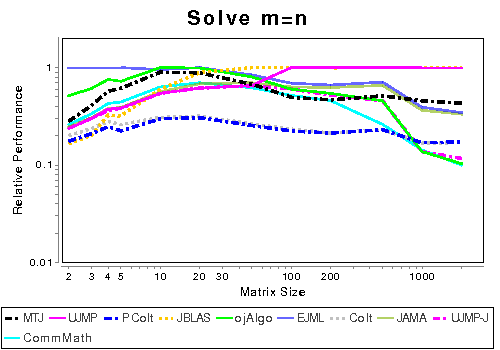 Solve m=n
Relative Performance
1
0.1
0.01
2 3 4 5 10 20 30 100 200 1000
Matrix Size
MTJ UJMP PColt JBLAS ojAlgo EJML Colt JAMA UJMP-J
CommMath